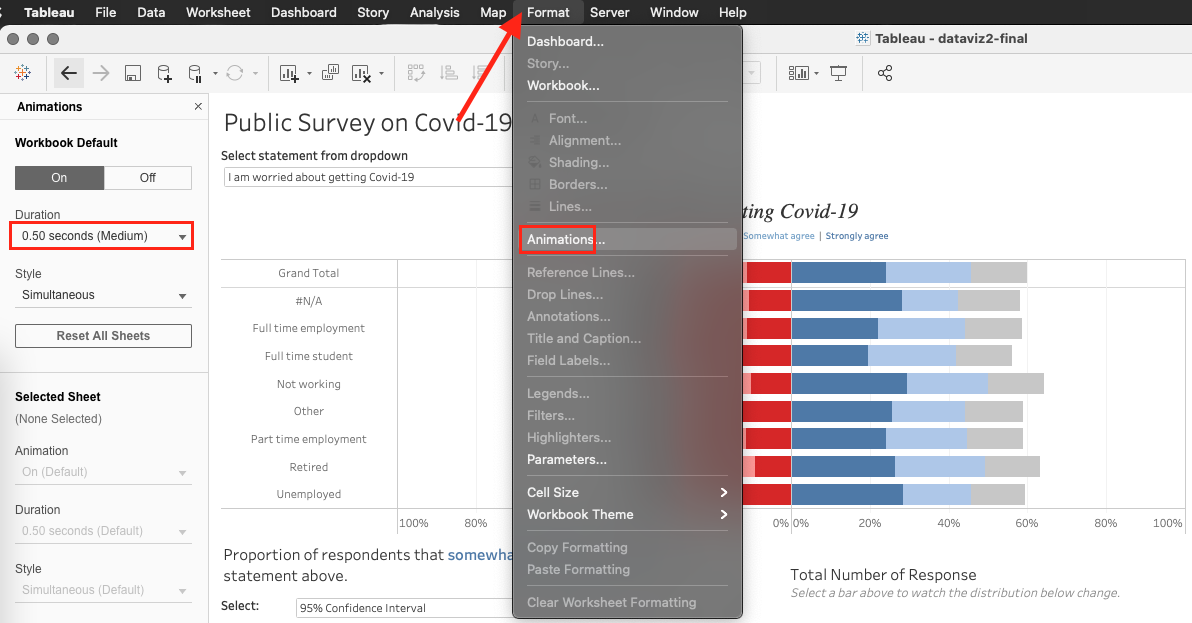 Tableau File Data Worksheet Dashboard Story Analysis Map Format Server Window Help
Tableau - dataviz2-final
Animations
Workbook Default
On Off
Duration
0.50 seconds (Medium)
Style
Simultaneous
Reset All Sheets
Selected Sheet
(None Selected)
Animation
On (Default)
Duration
0.50 seconds (Default)
Style
Simultaneous (Default)
Public Survey on Covid-19
Select statement from dropdown
I am worried about getting Covid-19
Dashboard...
Story...
Workbook...
Font...
Alignment...
Shading...
Borders...
Lines...
Animations...
Reference Lines...
Drop Lines...
Annotations...
Title and Caption...
Field Labels...
Legends...
Filters...
Highlighters...
Parameters...
Cell Size
Workbook Theme
Copy Formatting
Paste Formatting
Clear Worksheet Formatting
ting Covid-19
Somewhat agree | Strongly agree
Grand Total
#N/A
Full time employment
Full time student
Not working
Other
Part time employment
Retired
Unemployed
100% 80% 0% 0% 20% 40% 60% 80% 100%
Proportion of respondents that somewha
statement above.
Select: 95% Confidence Interval
Total Number of Response
Select a bar above to watch the distribution below change.